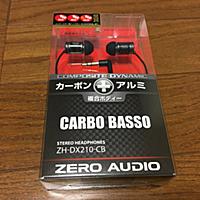 COMPOSITE DYNAMIC
カーボン+アルミ
複合ボディー
CARBO BASSO
STEREO HEADPHONES
ZH-DX210-CB
ZERO AUDIO